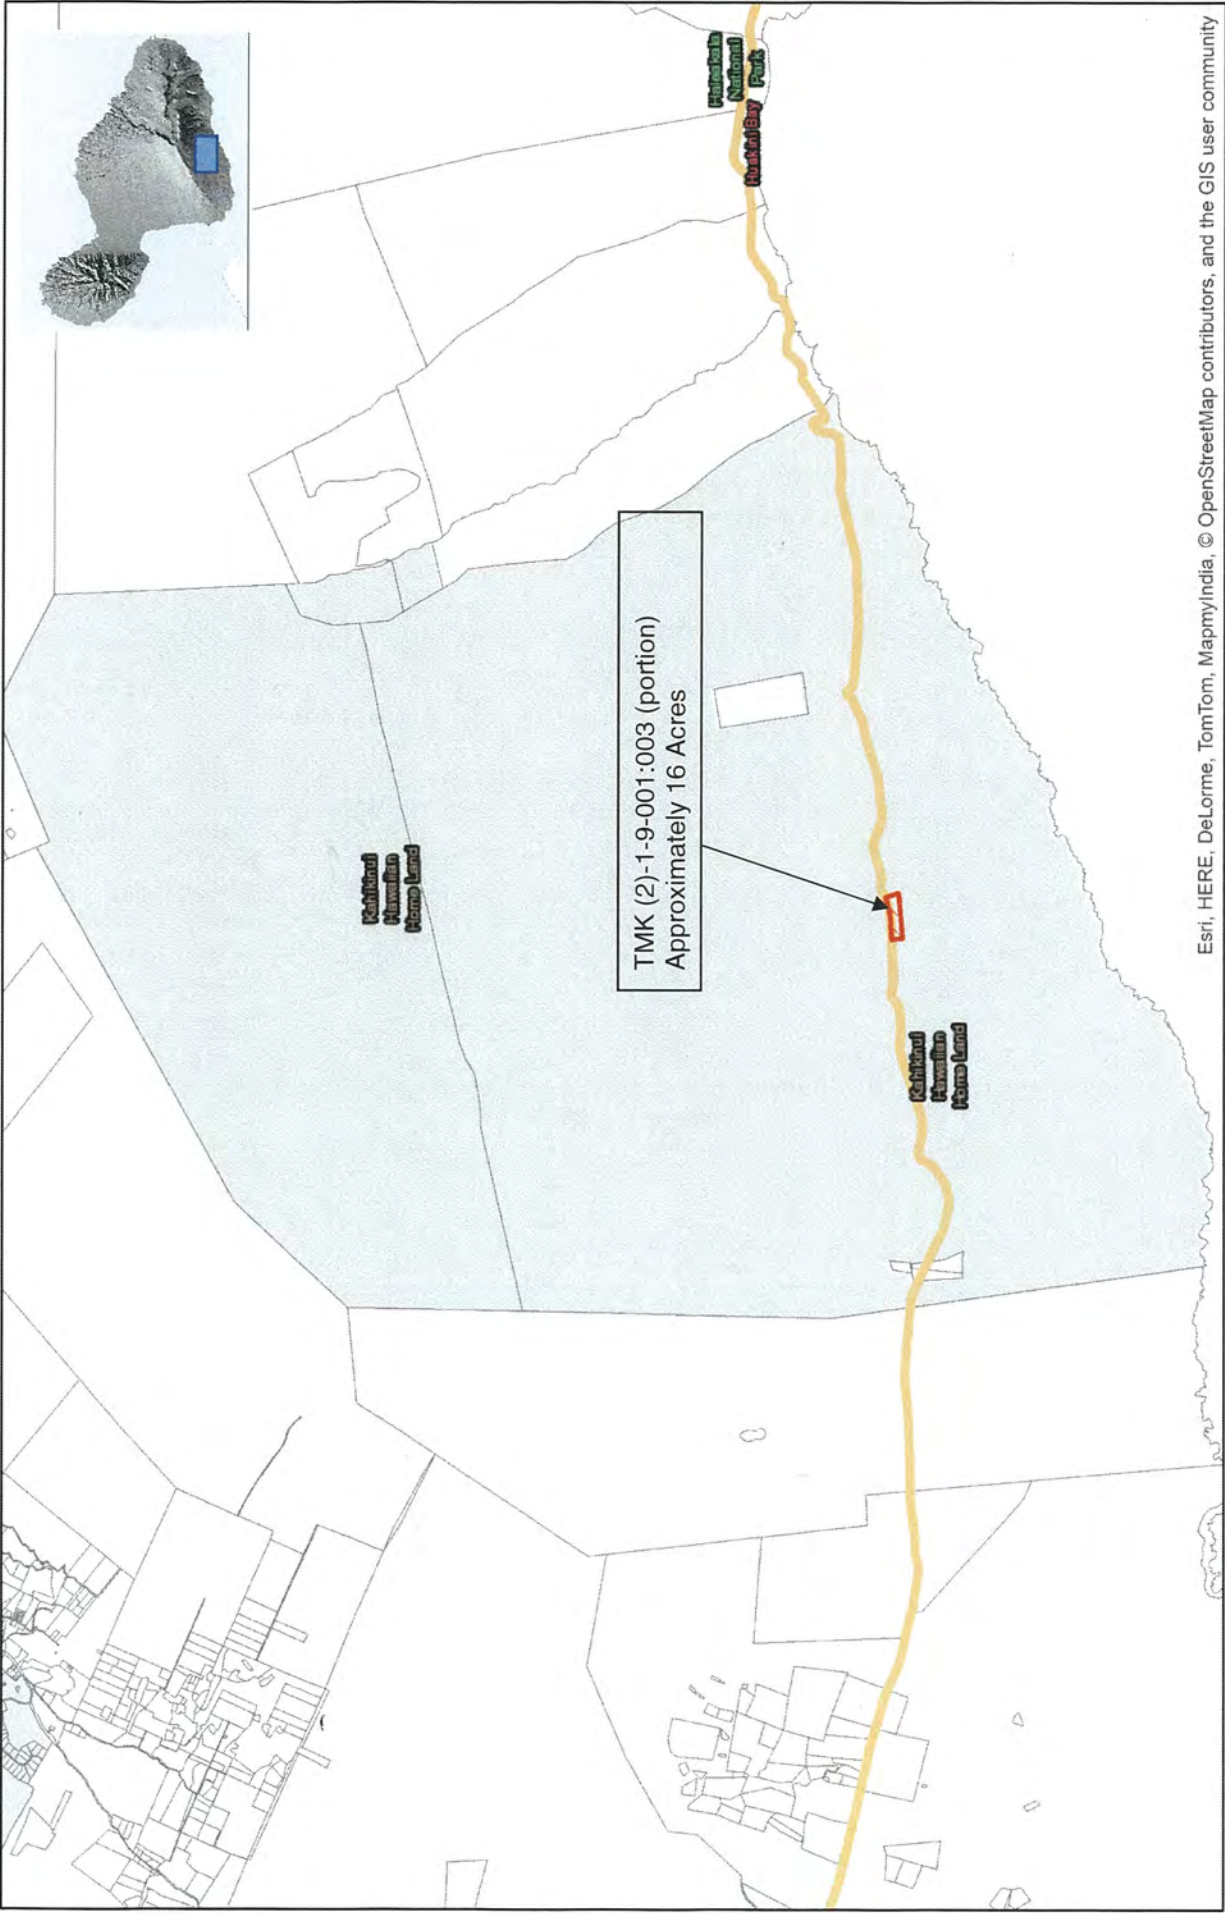 Haleakala
National
Park
Huakini Bay
Kahikinui
Hawaiian
Home Land
TMK (2)-1-9-001:003 (portion)
Approximately 16 Acres
Kahikinui
Hawaiian
Home Land
Esri, HERE, DeLorme, TomTom, MapmyIndia, © OpenStreetMap contributors, and the GIS user community